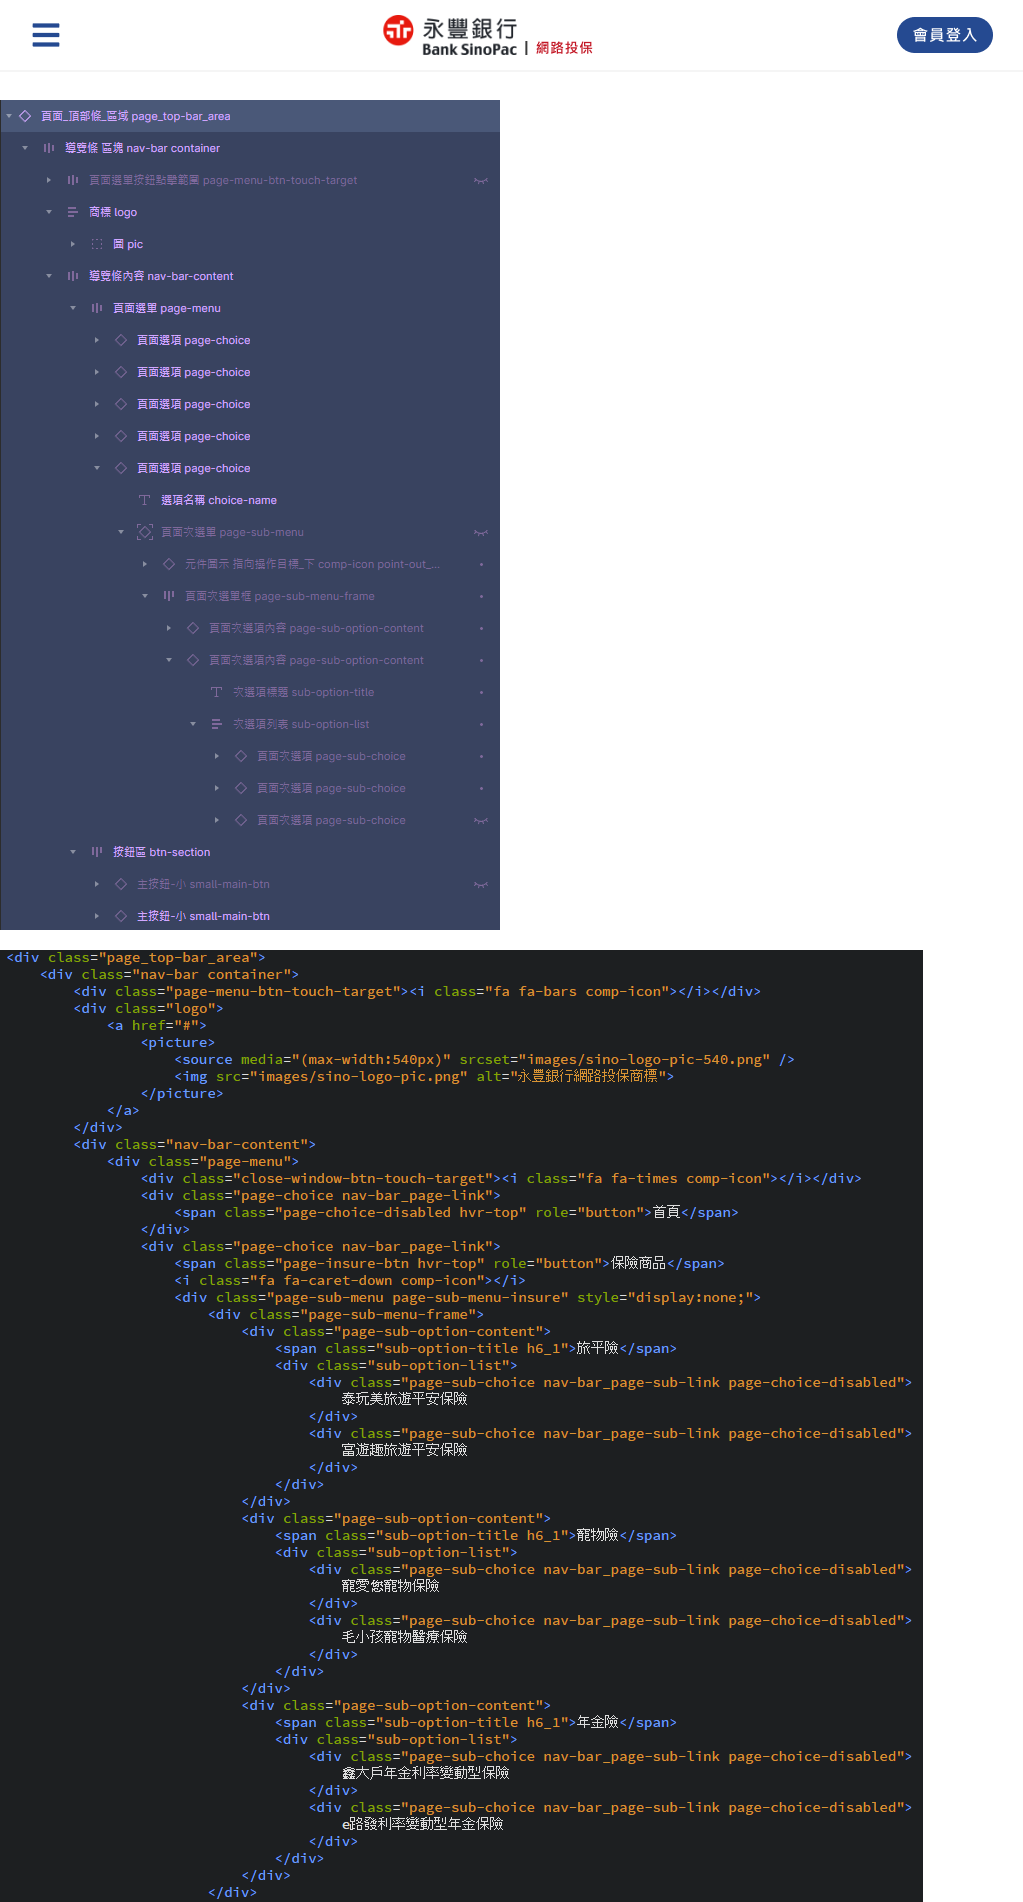 永豐銀行
Bank SinoPac | 網路投保
會員登入
頁面_頂部條_區域 page_top-bar_area
導覽條 區塊 nav-bar container
頁面選單按鈕點擊範圍 page-menu-btn-touch-target
商標 logo
圖 pic
導覽條內容 nav-bar-content
頁面選單 page-menu
頁面選項 page-choice
頁面選項 page-choice
頁面選項 page-choice
頁面選項 page-choice
頁面選項 page-choice
選項名稱 choice-name
頁面次選單 page-sub-menu
元件圖示 指向操作目標_下 comp-icon point-out_...
頁面次選單框 page-sub-menu-frame
頁面次選項內容 page-sub-option-content
頁面次選項內容 page-sub-option-content
次選項標題 sub-option-title
次選項列表 sub-option-list
頁面次選項 page-sub-choice
頁面次選項 page-sub-choice
頁面次選項 page-sub-choice
按鈕區 btn-section
主按鈕-小 small-main-btn
主按鈕-小 small-main-btn
<div class="page_top-bar_area">
<div class="nav-bar container">
<div class="page-menu-btn-touch-target"><i class="fa fa-bars comp-icon"></i></div>
<div class="logo">
<a href="#">
<picture>
<source media="(max-width:540px)" srcset="images/sino-logo-pic-540.png" />
<img src="images/sino-logo-pic.png" alt="永豐銀行網路投保商標">
</picture>
</a>
</div>
<div class="nav-bar-content">
<div class="page-menu">
<div class="close-window-btn-touch-target"><i class="fa fa-times comp-icon"></i></div>
<div class="page-choice nav-bar_page-link">
<span class="page-choice-disabled hvr-top" role="button">首頁</span>
</div>
<div class="page-choice nav-bar_page-link">
<span class="page-insure-btn hvr-top" role="button">保險商品</span>
<i class="fa fa-caret-down comp-icon"></i>
<div class="page-sub-menu page-sub-menu-insure" style="display:none;">
<div class="page-sub-menu-frame">
<div class="page-sub-option-content">
<span class="sub-option-title h6_1">旅平險</span>
<div class="sub-option-list">
<div class="page-sub-choice nav-bar_page-sub-link page-choice-disabled">
泰玩美旅遊平安保險
</div>
<div class="page-sub-choice nav-bar_page-sub-link page-choice-disabled">
富遊趣旅遊平安保險
</div>
</div>
</div>
<div class="page-sub-option-content">
<span class="sub-option-title h6_1">寵物險</span>
<div class="sub-option-list">
<div class="page-sub-choice nav-bar_page-sub-link page-choice-disabled">
寵愛您寵物保險
</div>
<div class="page-sub-choice nav-bar_page-sub-link page-choice-disabled">
毛小孩寵物醫療保險
</div>
</div>
</div>
<div class="page-sub-option-content">
<span class="sub-option-title h6_1">年金險</span>
<div class="sub-option-list">
<div class="page-sub-choice nav-bar_page-sub-link page-choice-disabled">
鑫大戶年金利率變動型保險
</div>
<div class="page-sub-choice nav-bar_page-sub-link page-choice-disabled">
e路發利率變動型年金保險
</div>
</div>
</div>
</div>